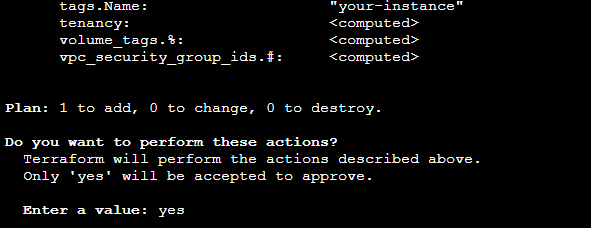 tags.Name: "your-instance"
tenancy: <computed>
volume_tags.%: <computed>
vpc_security_group_ids.#: <computed>
Plan: 1 to add, 0 to change, 0 to destroy.
Do you want to perform these actions?
Terraform will perform the actions described above.
Only 'yes' will be accepted to approve.
Enter a value: yes